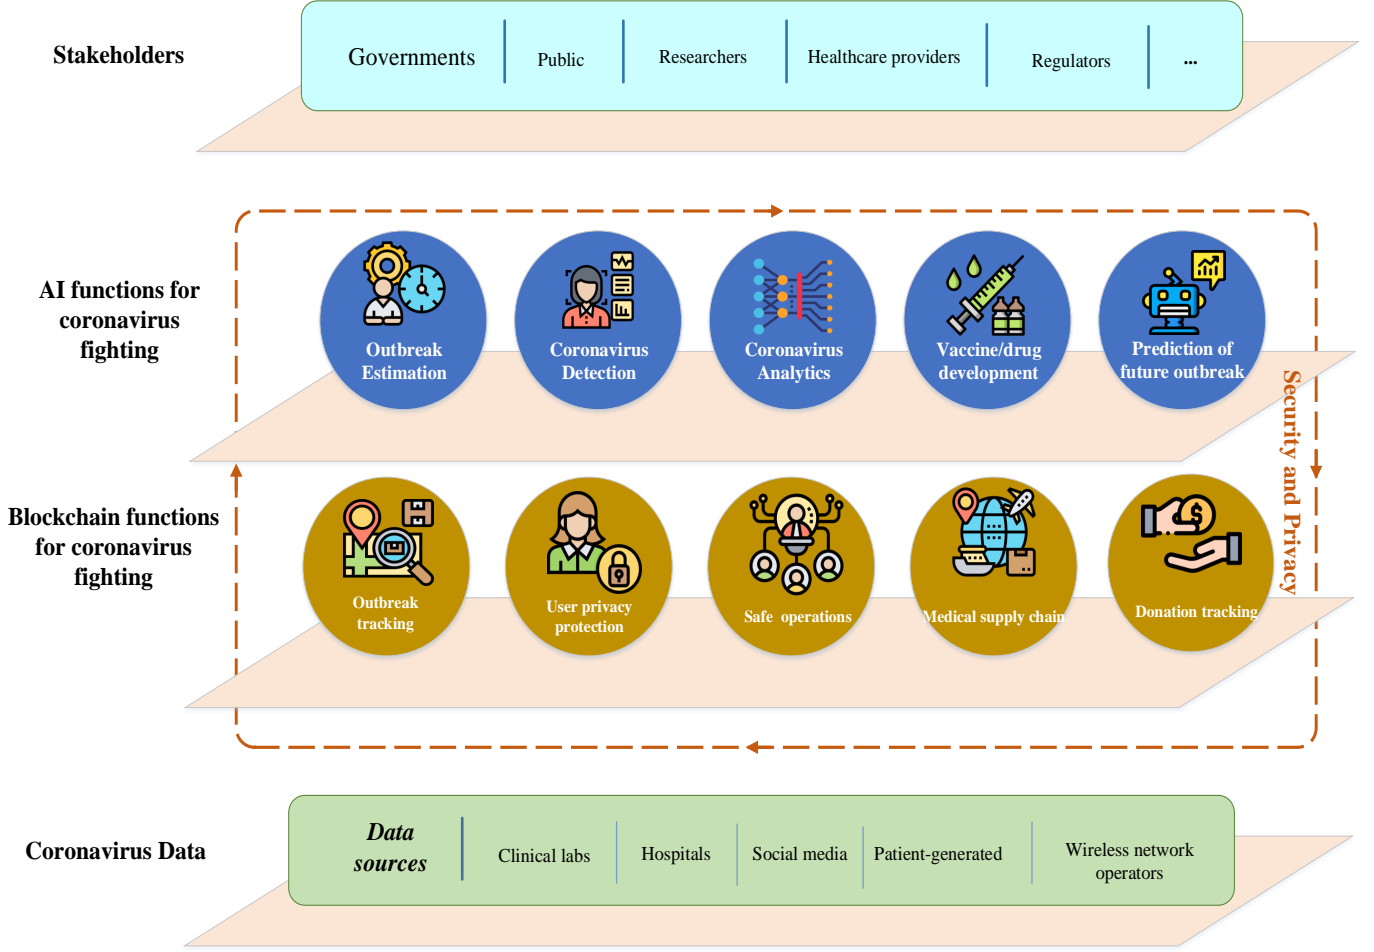 Stakeholders
Governments
Public
Researchers
Healthcare providers
Regulators
...
AI functions for
coronavirus
fighting
Outbreak
Estimation
Coronavirus
Detection
Coronavirus
Analytics
Vaccine/drug
development
Prediction of
future outbreak
Security and Privacy
Blockchain functions
for coronavirus
fighting
Outbreak
tracking
User privacy
protection
Safe operations
Medical supply chain
Donation tracking
Coronavirus Data
Data
sources
Clinical labs
Hospitals
Social media
Patient-generated
Wireless network
operators